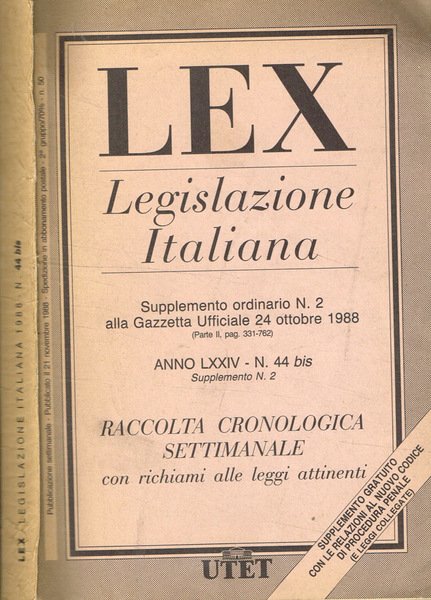 LEX - LEGISLAZIONE ITALIANA 1988 - N. 44 bis
Pubblicazione settimanale - Pubblicato il 21 novembre 1988 - Spedizione in abbonamento postale - 2° gruppo/70% - n. 50
LEX
Legislazione
Italiana
Supplemento ordinario N. 2
alla Gazzetta Ufficiale 24 ottobre 1988
(Parte II, pag. 331-762)
ANNO LXXIV - N. 44 bis
Supplemento N. 2
RACCOLTA CRONOLOGICA
SETTIMANALE
con richiami alle leggi attinenti
SUPPLEMENTO GRATUITO
CON LE RELAZIONI AL NUOVO CODICE
DI PROCEDURA PENALE
(E LEGGI COLLEGATE)
UTET